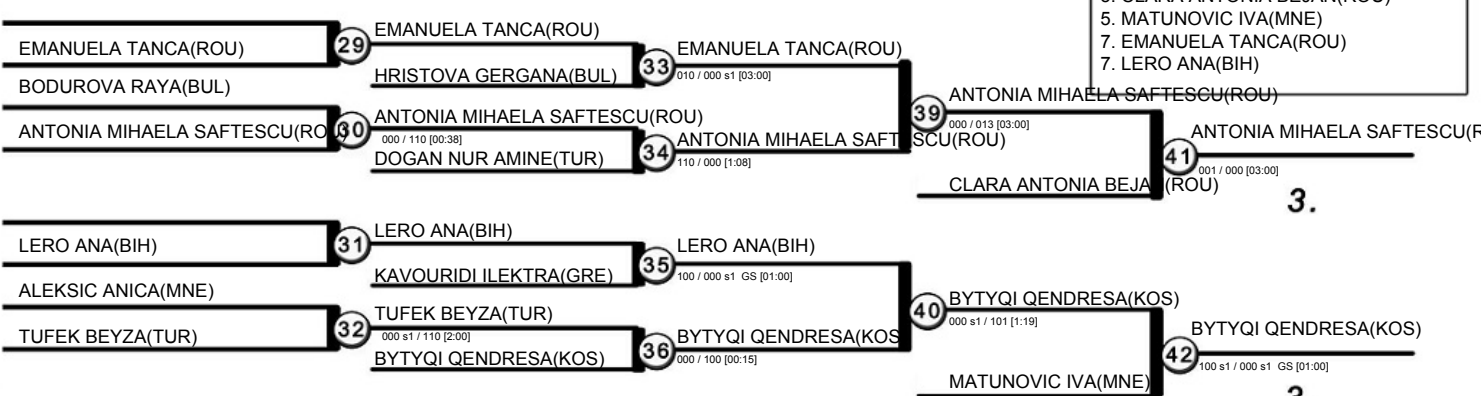 5. CLARA ANTONIA BEJAN(ROU)
5. MATUNOVIC IVA(MNE)
7. EMANUELA TANCA(ROU)
7. LERO ANA(BIH)
EMANUELA TANCA(ROU)
29
EMANUELA TANCA(ROU)
HRISTOVA GERGANA(BUL)
33
EMANUELA TANCA(ROU)
010 / 000 s1 [03:00]
BODUROVA RAYA(BUL)
ANTONIA MIHAELA SAFTESCU(ROU)
30
ANTONIA MIHAELA SAFTESCU(ROU)
000 / 110 [00:38]
DOGAN NUR AMINE(TUR)
34
ANTONIA MIHAELA SAFTESCU(ROU)
110 / 000 [1:08]
39
ANTONIA MIHAELA SAFTESCU(ROU)
000 / 013 [03:00]
CLARA ANTONIA BEJAN(ROU)
41
ANTONIA MIHAELA SAFTESCU(R
001 / 000 [03:00]
3.
LERO ANA(BIH)
31
LERO ANA(BIH)
KAVOURIDI ILEKTRA(GRE)
35
LERO ANA(BIH)
100 / 000 s1 GS [01:00]
ALEKSIC ANICA(MNE)
TUFEK BEYZA(TUR)
32
TUFEK BEYZA(TUR)
000 s1 / 110 [2:00]
BYTYQI QENDRESA(KOS)
36
BYTYQI QENDRESA(KOS
000 / 100 [00:15]
40
BYTYQI QENDRESA(KOS)
000 s1 / 101 [1:19]
MATUNOVIC IVA(MNE)
42
BYTYQI QENDRESA(KOS)
100 s1 / 000 s1 GS [01:00]
3